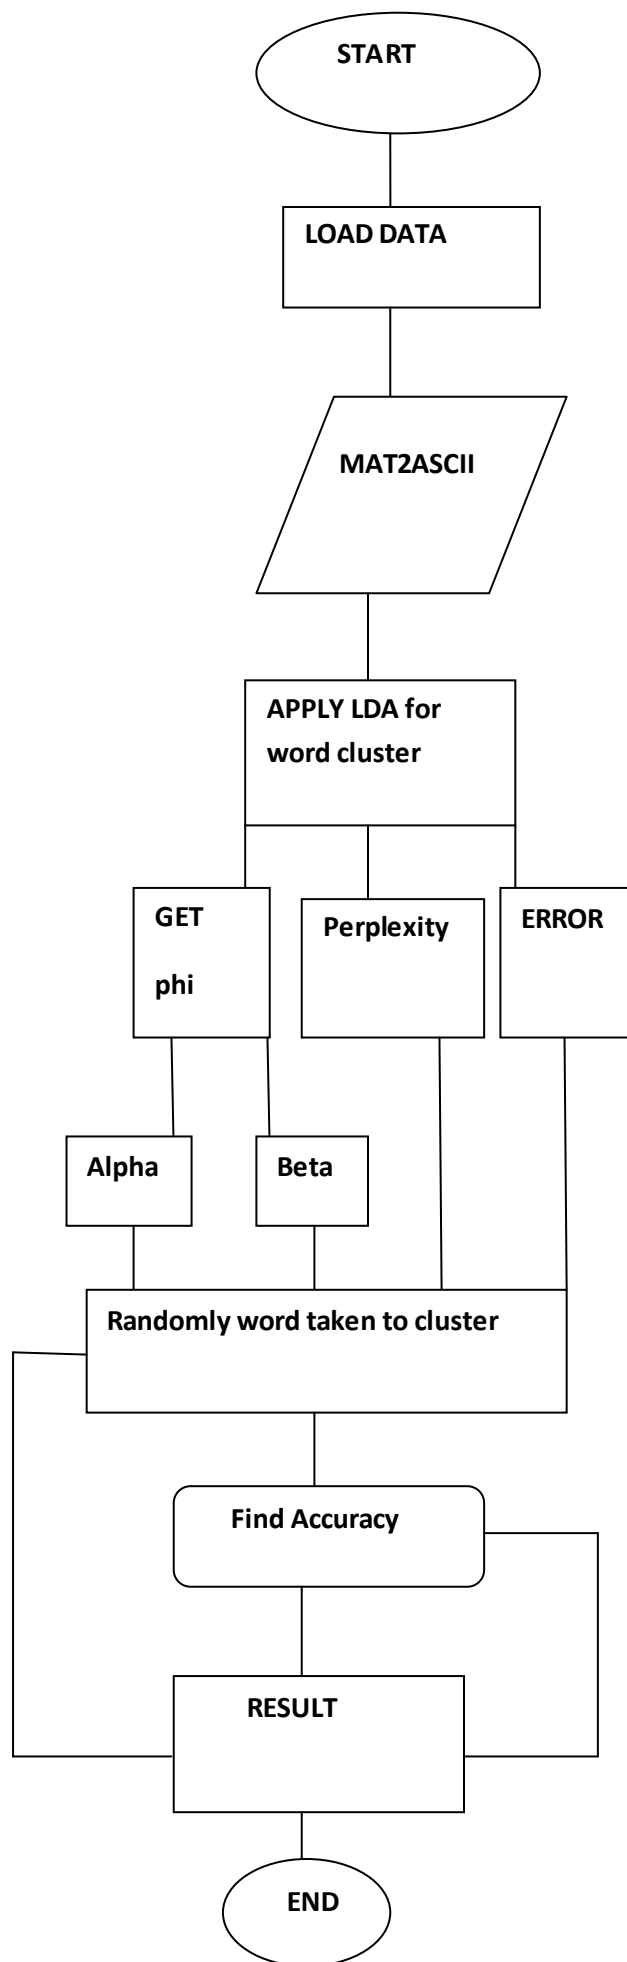 START
LOAD DATA
MAT2ASCII
APPLY LDA for
word cluster
GET
phi
Perplexity
ERROR
Alpha
Beta
Randomly word taken to cluster
Find Accuracy
RESULT
END